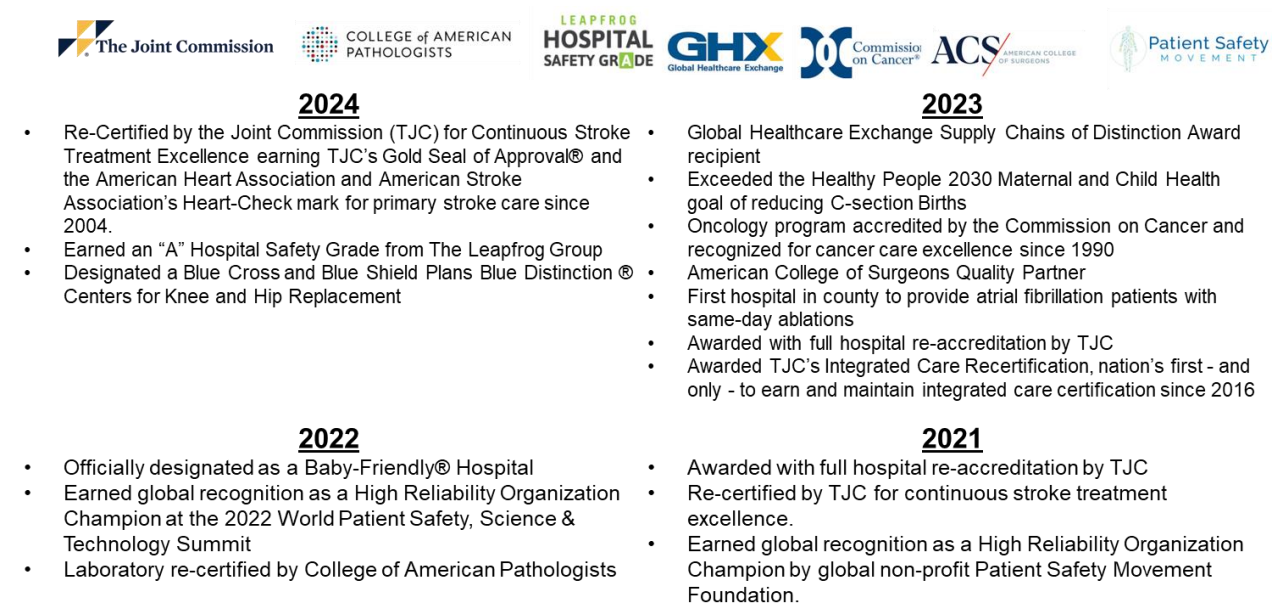 The Joint Commission
COLLEGE of AMERICAN
PATHOLOGISTS
LEAPFROG
HOSPITAL
SAFETY GRADE
GHX
Global Healthcare Exchange
Commissio
on Cancer®
ACS
AMERICAN COLLEGE
OF SURGEONS
Patient Safety
MOVEMENT
2024
• Re-Certified by the Joint Commission (TJC) for Continuous Stroke
Treatment Excellence earning TJC's Gold Seal of Approval® and
the American Heart Association and American Stroke
Association's Heart-Check mark for primary stroke care since
2004.
• Earned an “A” Hospital Safety Grade from The Leapfrog Group
• Designated a Blue Cross and Blue Shield Plans Blue Distinction ®
Centers for Knee and Hip Replacement
2023
• Global Healthcare Exchange Supply Chains of Distinction Award
recipient
• Exceeded the Healthy People 2030 Maternal and Child Health
goal of reducing C-section Births
• Oncology program accredited by the Commission on Cancer and
recognized for cancer care excellence since 1990
• American College of Surgeons Quality Partner
• First hospital in county to provide atrial fibrillation patients with
same-day ablations
• Awarded with full hospital re-accreditation by TJC
• Awarded TJC's Integrated Care Recertification, nation's first - and
only - to earn and maintain integrated care certification since 2016
2022
• Officially designated as a Baby-Friendly® Hospital
• Earned global recognition as a High Reliability Organization
Champion at the 2022 World Patient Safety, Science &
Technology Summit
• Laboratory re-certified by College of American Pathologists
2021
• Awarded with full hospital re-accreditation by TJC
• Re-certified by TJC for continuous stroke treatment
excellence.
• Earned global recognition as a High Reliability Organization
Champion by global non-profit Patient Safety Movement
Foundation.